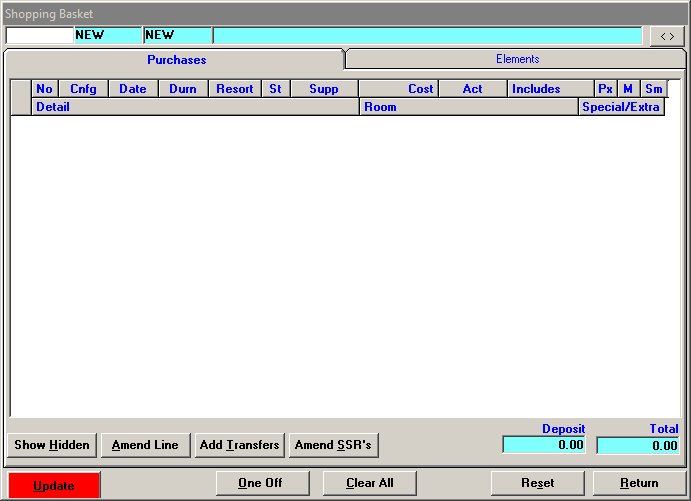 Shopping Basket
NEW NEW < >
Purchases Elements
No Cnfg Date Durn Resort St Supp Cost Act Includes Px M Sm
Detail Room Special/Extra
Deposit Total
Show Hidden Amend Line Add Transfers Amend SSR's 0.00 0.00
Update One Off Clear All Reset Return